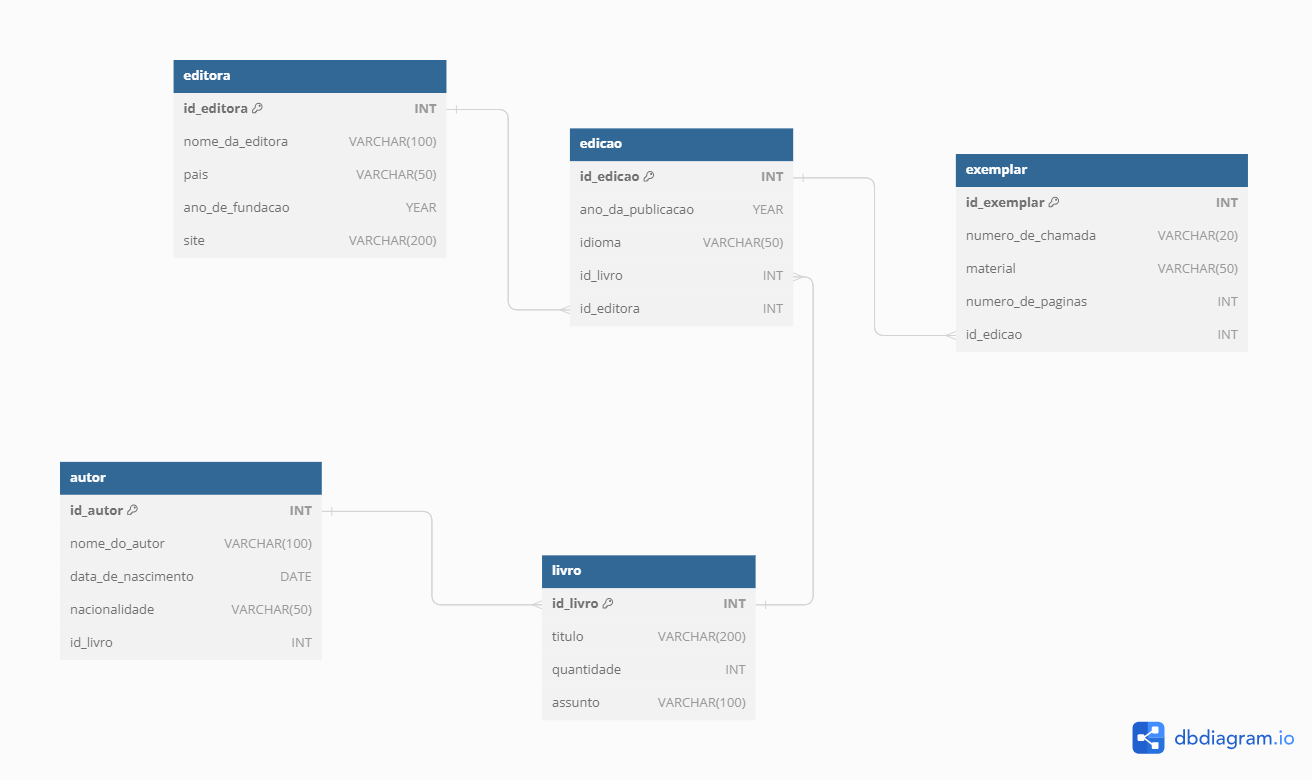 editora
id_editora INT
nome_da_editora VARCHAR(100)
pais VARCHAR(50)
ano_de_fundacao YEAR
site VARCHAR(200)
edicao
id_edicao INT
ano_da_publicacao YEAR
idioma VARCHAR(50)
id_livro INT
id_editora INT
exemplar
id_exemplar INT
numero_de_chamada VARCHAR(20)
material VARCHAR(50)
numero_de_paginas INT
id_edicao INT
autor
id_autor INT
nome_do_autor VARCHAR(100)
data_de_nascimento DATE
nacionalidade VARCHAR(50)
id_livro INT
livro
id_livro INT
titulo VARCHAR(200)
quantidade INT
assunto VARCHAR(100)
dbdiagram.io